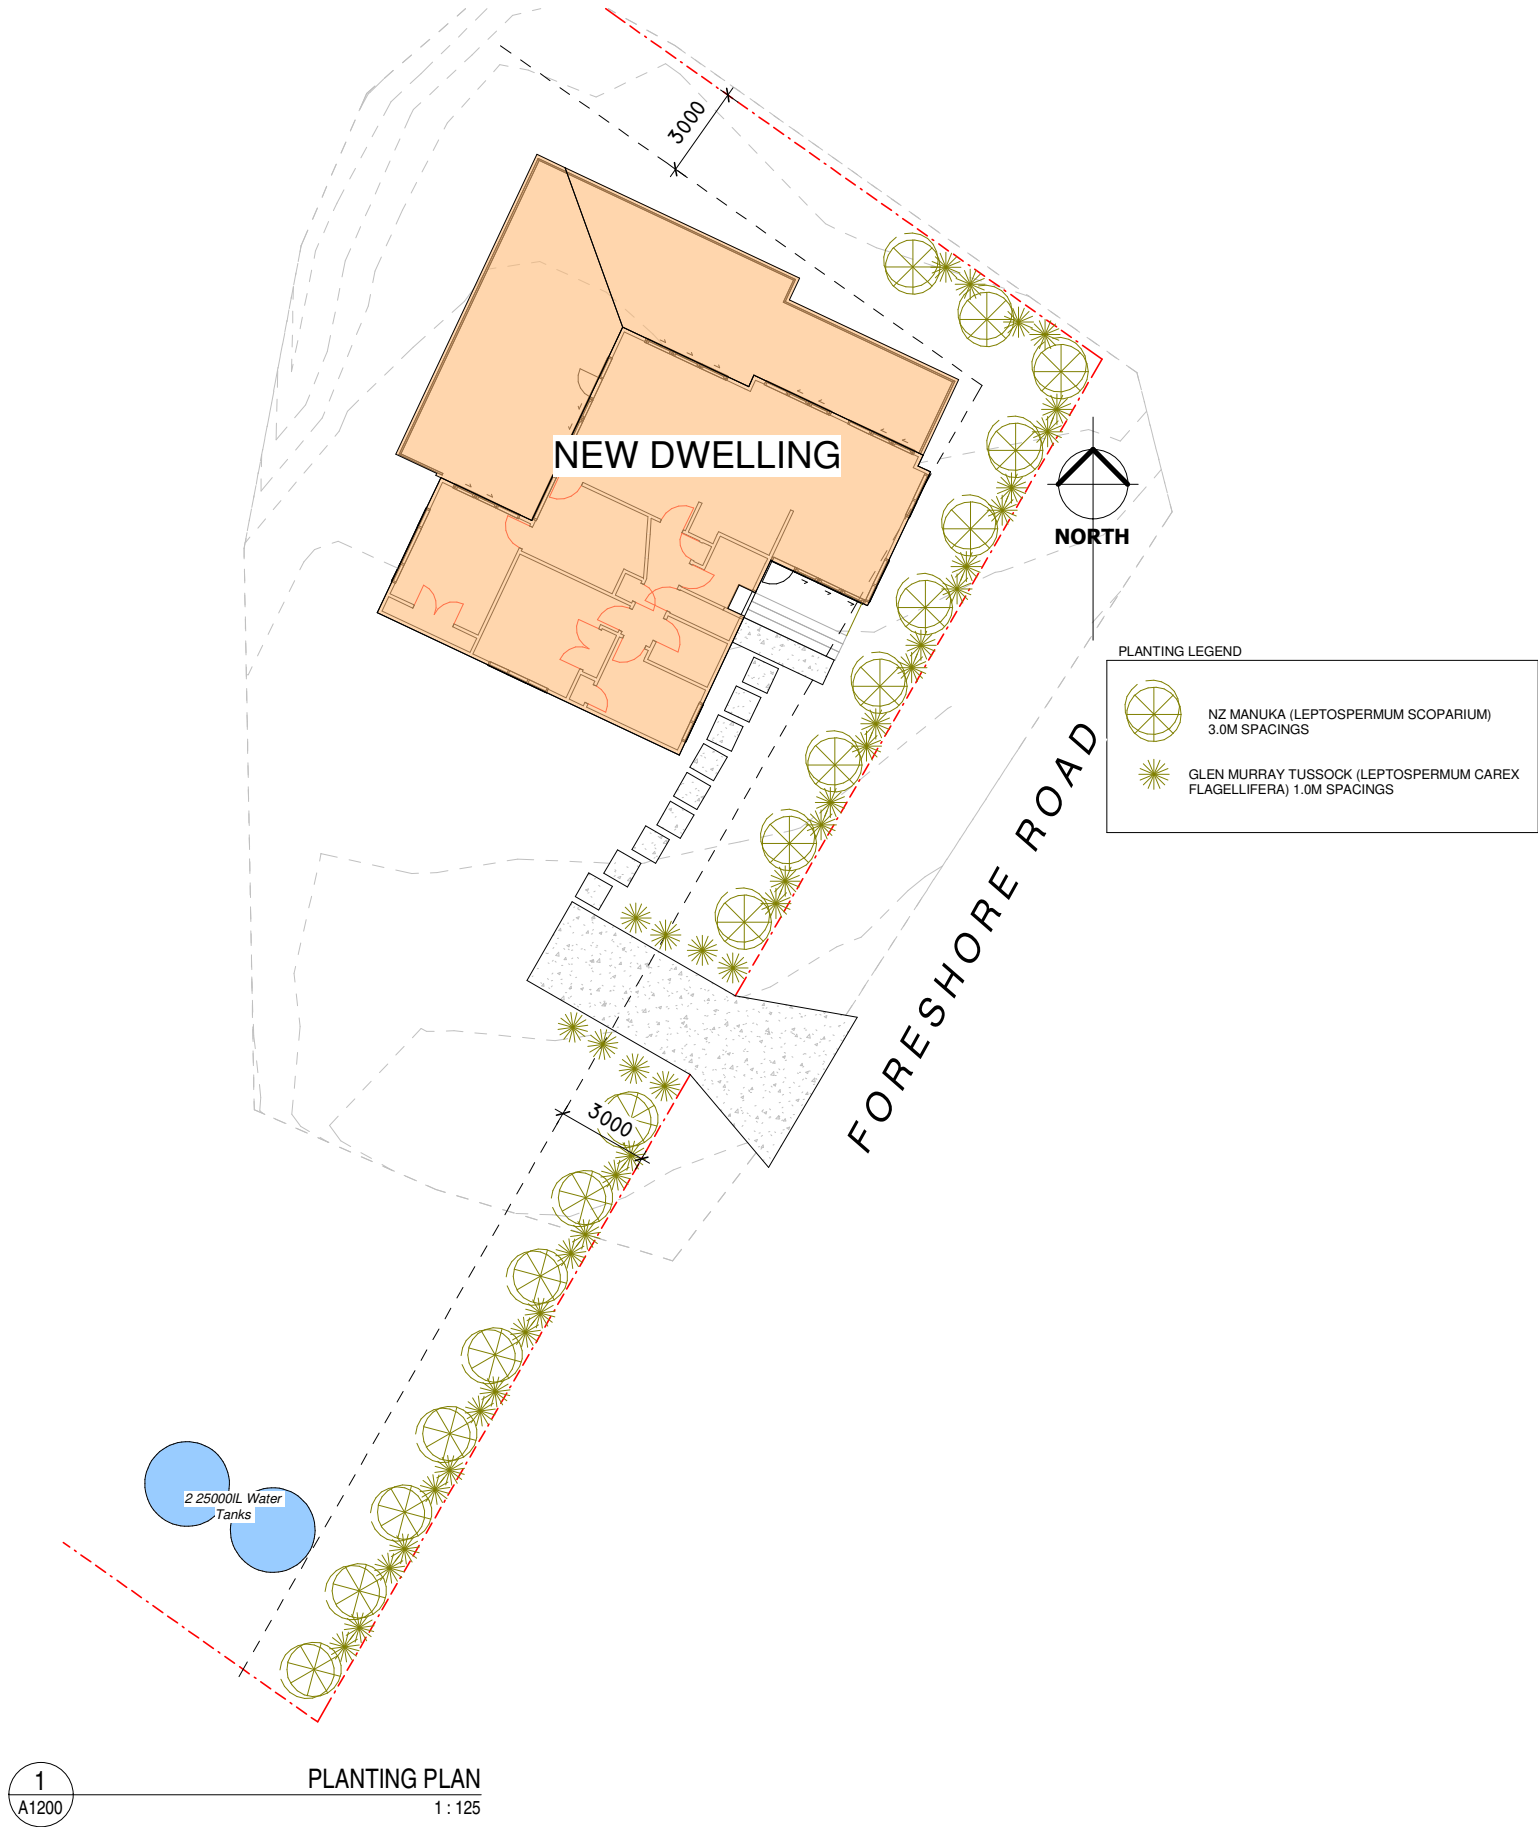 3000
NEW DWELLING
NORTH
PLANTING LEGEND
NZ MANUKA (LEPTOSPERMUM SCOPARIUM)
3.0M SPACINGS
GLEN MURRAY TUSSOCK (LEPTOSPERMUM CAREX
FLAGELLIFERA) 1.0M SPACINGS
FORESHORE ROAD
3000
2 25000lL Water
Tanks
1
A1200
PLANTING PLAN
1 : 125